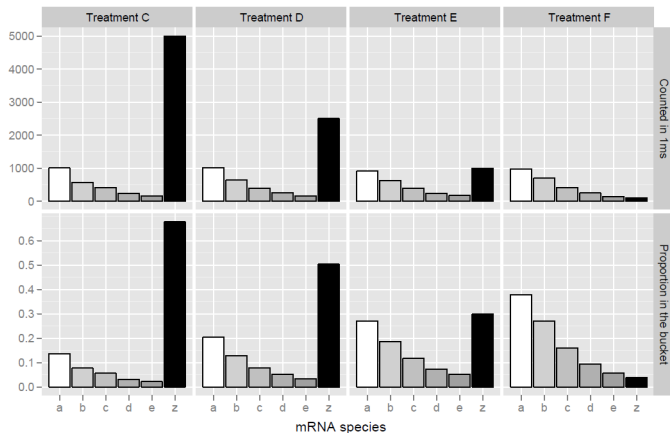 Treatment C Treatment D Treatment E Treatment F
5000
4000
3000
2000
1000
0
Counted in 1ms
0.6
0.5
0.4
0.3
0.2
0.1
0.0
Proportion in the bucket
a b c d e z a b c d e z a b c d e z a b c d e z
mRNA species